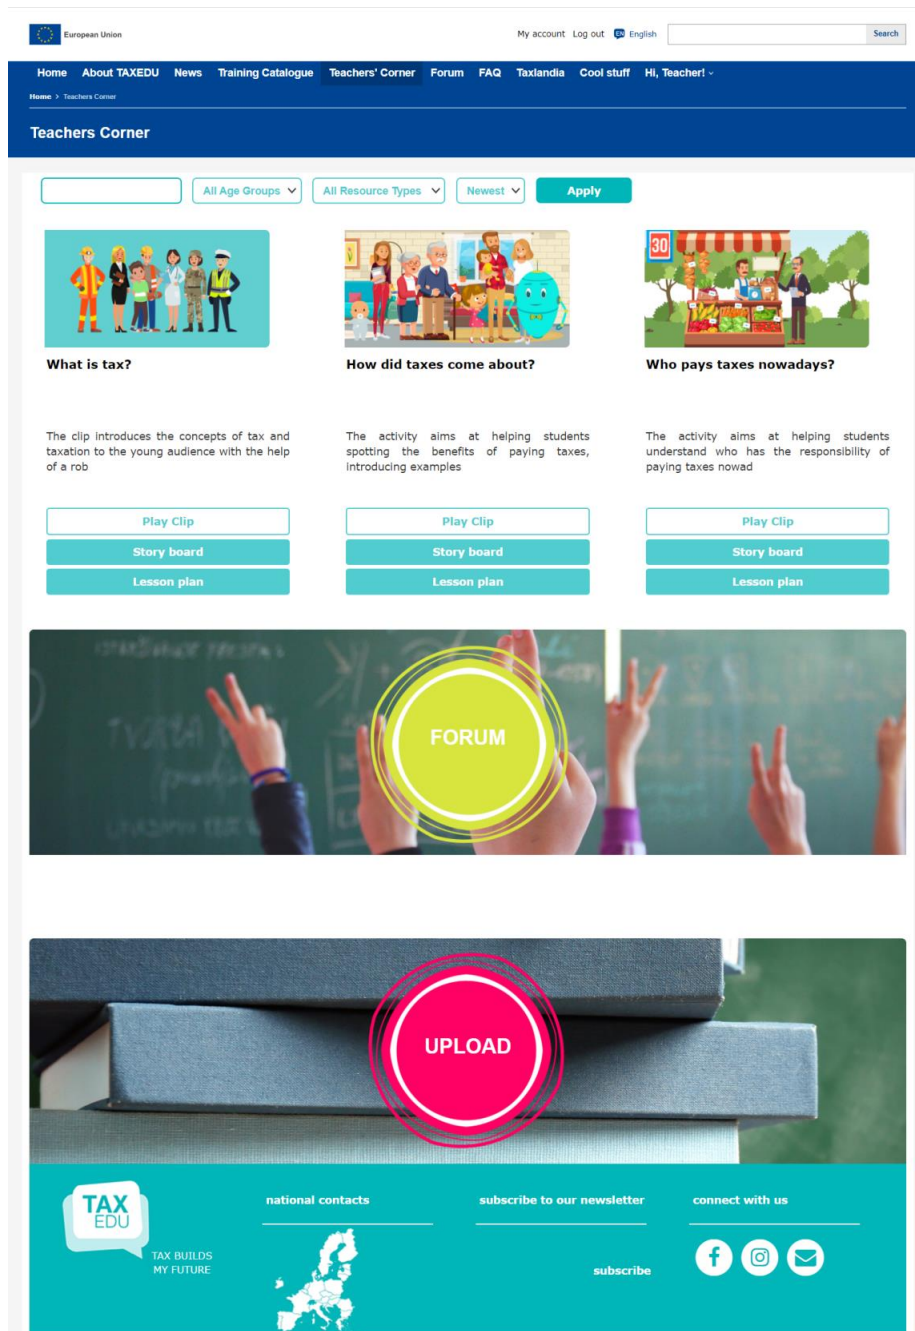 European Union
My account Log out EN English
Search
Home About TAXEDU News Training Catalogue Teachers' Corner Forum FAQ Taxlandia Cool stuff Hi, Teacher!
Home > Teachers Corner
Teachers Corner
All Age Groups
All Resource Types
Newest
Apply
30
What is tax?
The clip introduces the concepts of tax and
taxation to the young audience with the help
of a rob
Play Clip
Story board
Lesson plan
How did taxes come about?
The activity aims at helping students
spotting the benefits of paying taxes,
introducing examples
Play Clip
Story board
Lesson plan
Who pays taxes nowadays?
The activity aims at helping students
understand who has the responsibility of
paying taxes nowad
Play Clip
Story board
Lesson plan
FORUM
UPLOAD
TAX
EDU
TAX BUILDS
MY FUTURE
national contacts
subscribe to our newsletter
subscribe
connect with us